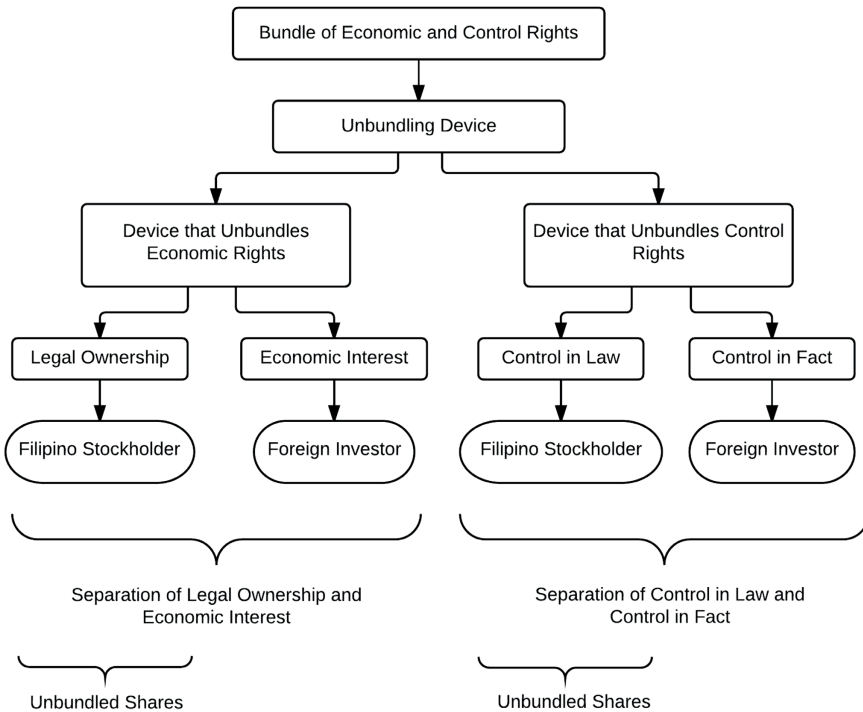 Bundle of Economic and Control Rights
Unbundling Device
Device that Unbundles
Economic Rights
Device that Unbundles Control
Rights
Legal Ownership
Economic Interest
Control in Law
Control in Fact
Filipino Stockholder
Foreign Investor
Filipino Stockholder
Foreign Investor
Separation of Legal Ownership and
Economic Interest
Separation of Control in Law and
Control in Fact
Unbundled Shares
Unbundled Shares